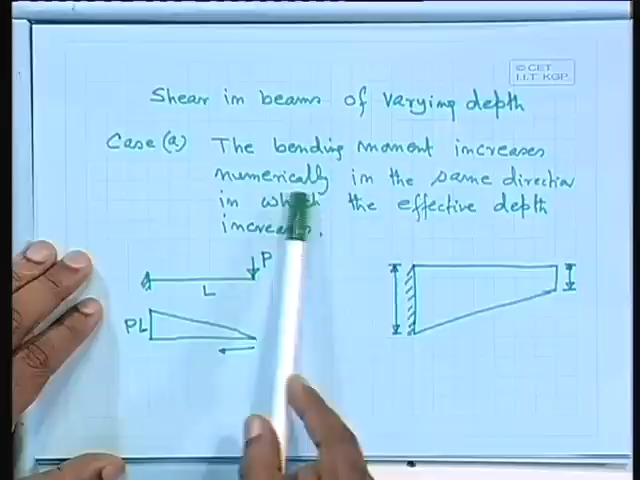 © CET
I.I.T. KGP
Shear in beams of varying depth
Case (a) The bending moment increases
numerically in the same direction
in which the effective depth
increases.
P
L
PL